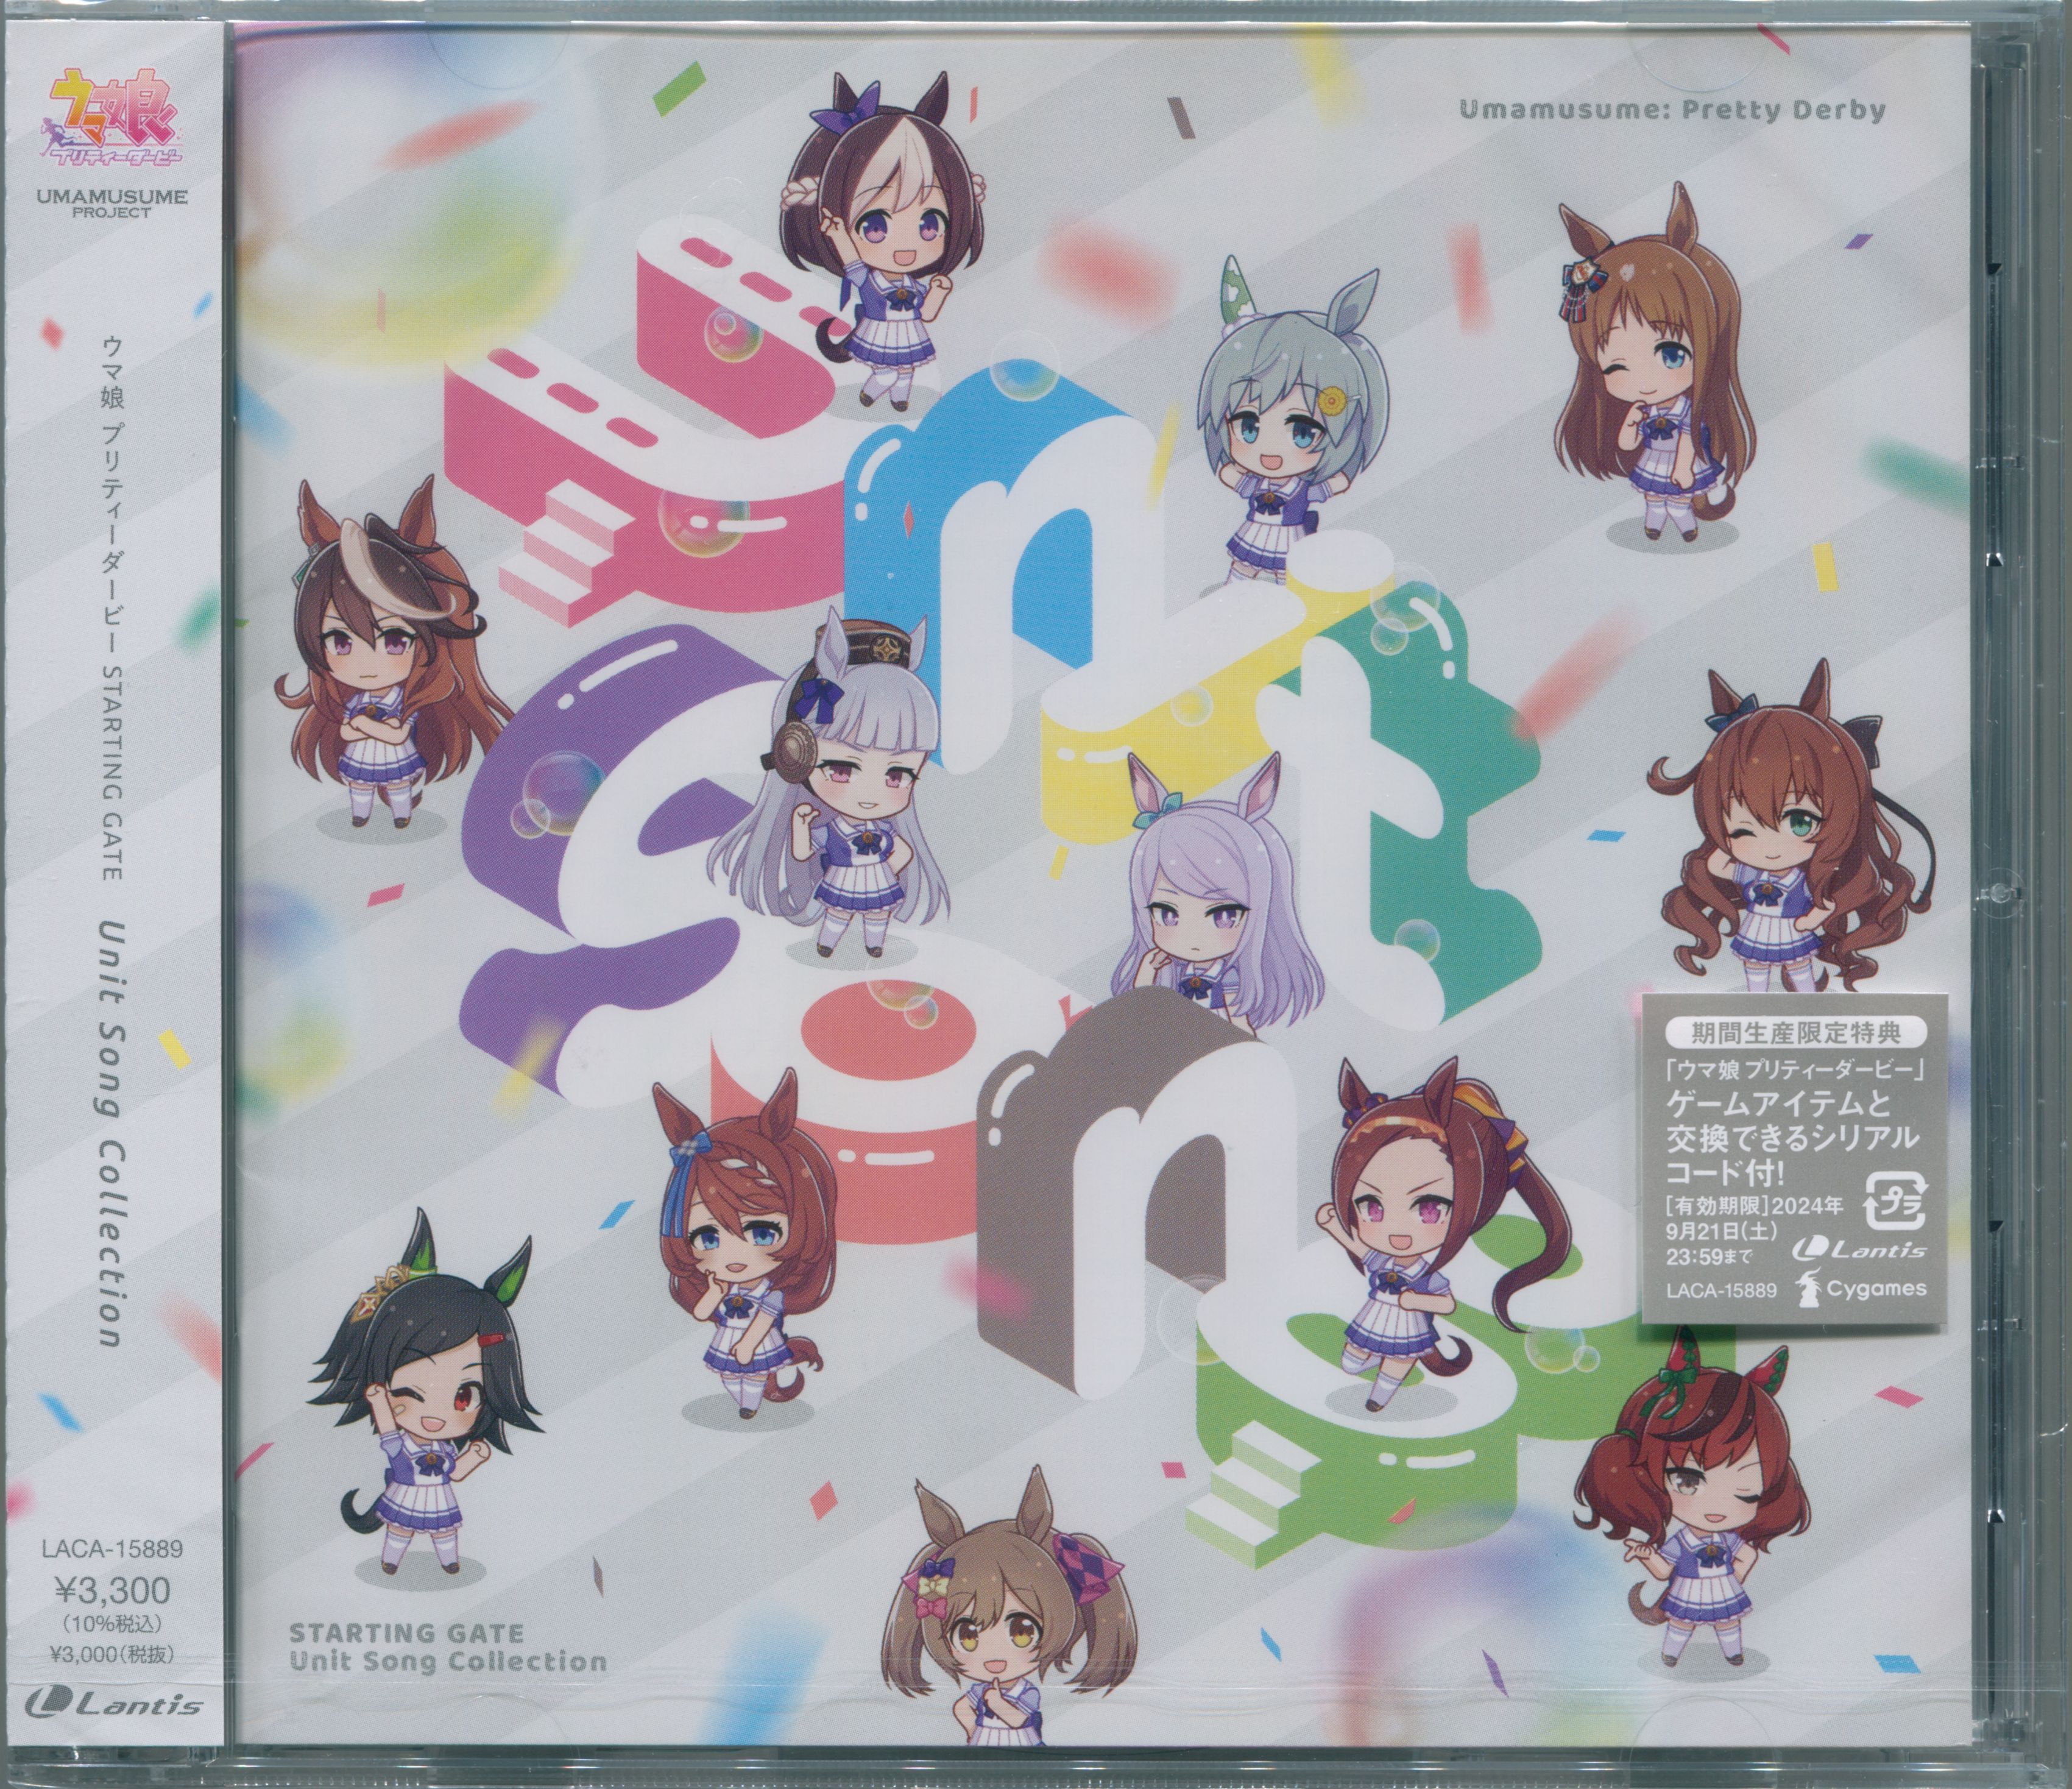 ウマ娘
プリティーダービー
UMAMUSUME
PROJECT
ウマ娘 プリティーダービー STARTING GATE Unit Song Collection
LACA-15889
¥3,300
(10%税込)
¥3,000(税抜)
Lantis
Umamusume: Pretty Derby
Unit
Song
STARTING GATE
Unit Song Collection
期間生産限定特典
「ウマ娘 プリティーダービー」
ゲームアイテムと
交換できるシリアル
コード付!
[有効期限]2024年
9月21日(土)
23:59まで
プラ
Lantis
LACA-15889
Cygames